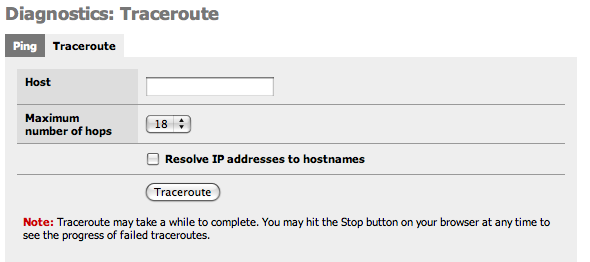 Diagnostics: Traceroute
Ping Traceroute
Host
Maximum
number of hops
18
Resolve IP addresses to hostnames
Traceroute
Note: Traceroute may take a while to complete. You may hit the Stop button on your browser at any time to
see the progress of failed traceroutes.